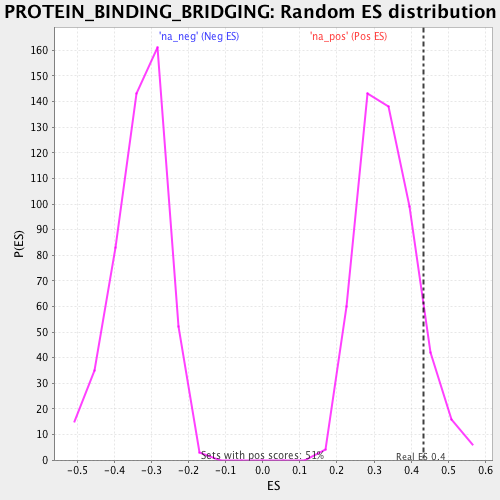 PROTEIN_BINDING_BRIDGING: Random ES distribution
'na_neg' (Neg ES) 'na_pos' (Pos ES)
160
150
140
130
120
110
100
90
80
70
60
50
40
30
20
10
0
P(ES)
Sets with pos scores: 51%
Real ES 0.4
-0.5 -0.4 -0.3 -0.2 -0.1 0.0 0.1 0.2 0.3 0.4 0.5 0.6
ES